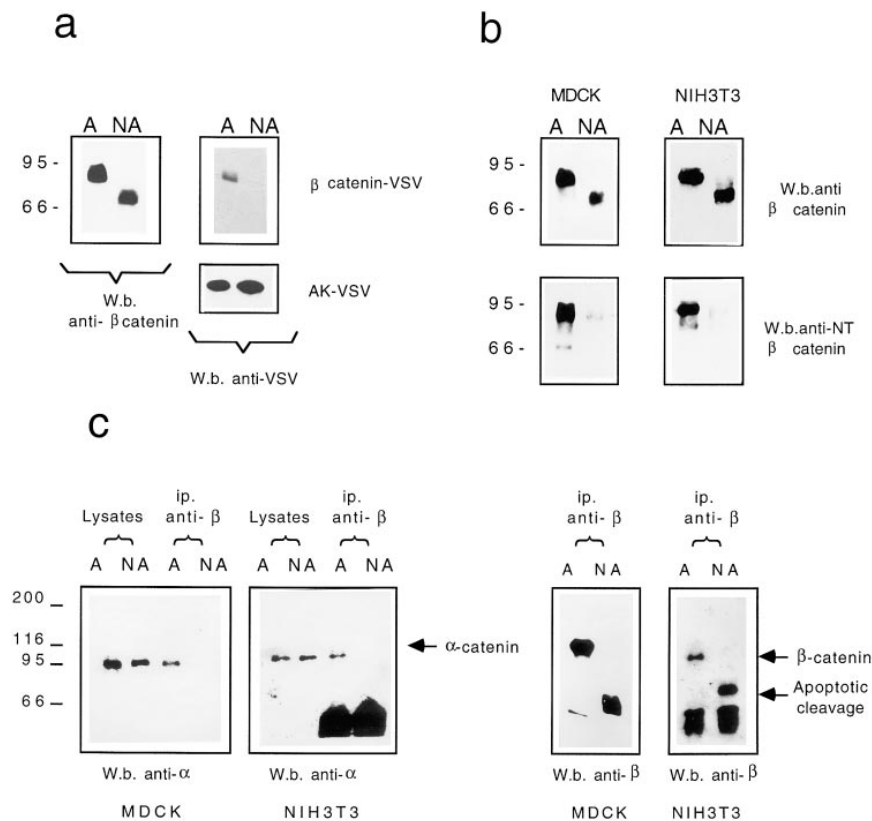 a
A NA
A NA
95-
66-
β catenin-VSV
AK-VSV
W.b.
anti- β catenin
W.b. anti-VSV
b
MDCK NIH3T3
A NA A NA
95-
66-
W.b.anti
β catenin
95-
66-
W.b.anti-NT
β catenin
c
Lysates ip. anti- β
Lysates ip. anti- β
A NA A NA
A NA A NA
200
116
95
66
α-catenin
W.b. anti-α
W.b. anti-α
MDCK
NIH3T3
ip. anti- β
ip. anti- β
A NA
A NA
β-catenin
Apoptotic
cleavage
W.b. anti- β
W.b. anti- β
MDCK
NIH3T3